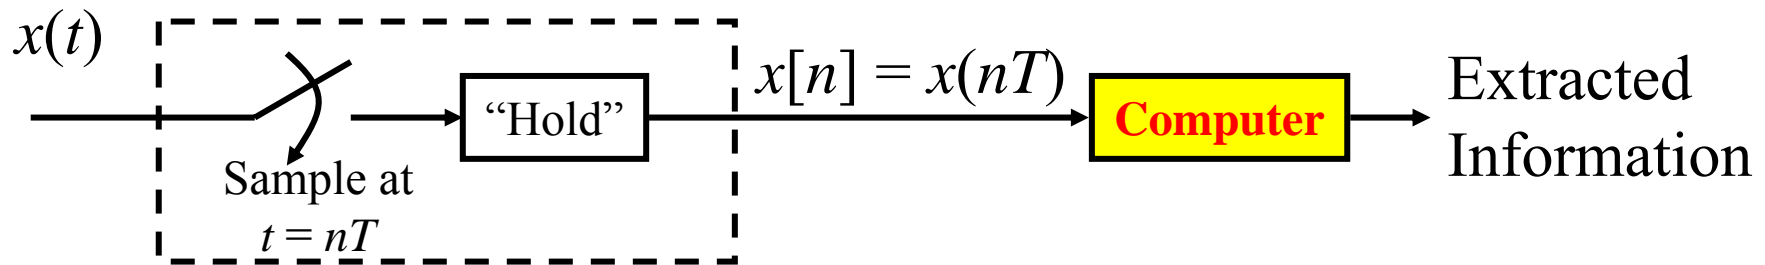 x(t)
Sample at
t = nT
“Hold”
x[n] = x(nT)
Computer
Extracted
Information